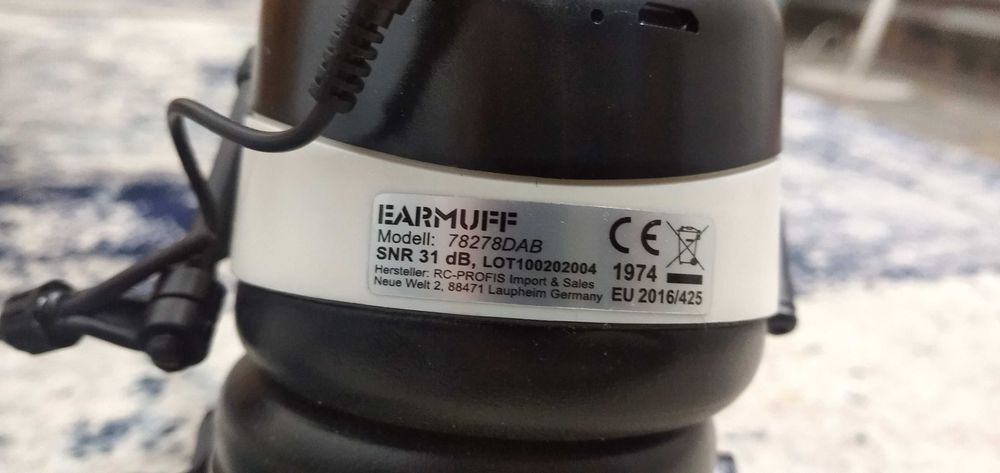 EARMUFF
Modell: 78278DAB
SNR 31 dB, LOT100202004
Hersteller: RC-PROFIS Import & Sales
Neue Welt 2, 88471 Laupheim Germany
CE
1974
EU 2016/425